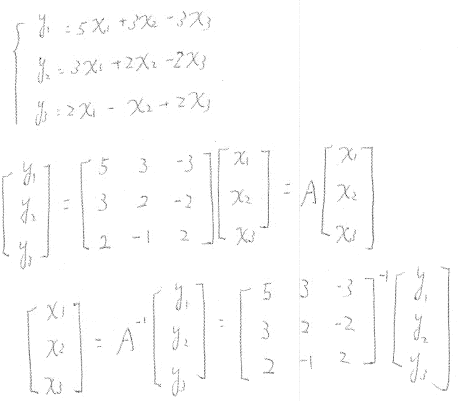 y₁ = 5x₁ + 3x₂ - 3x₃
y₂ = 3x₁ + 2x₂ - 2x₃
y₃ = 2x₁ - x₂ + 2x₃
[y₁ y₂ y₃] = [5 3 -3; 3 2 -2; 2 -1 2] [x₁ x₂ x₃] = A [x₁ x₂ x₃]
[x₁ x₂ x₃] = A⁻¹ [y₁ y₂ y₃] = [5 3 -3; 3 2 -2; 2 -1 2]⁻¹ [y₁ y₂ y₃]